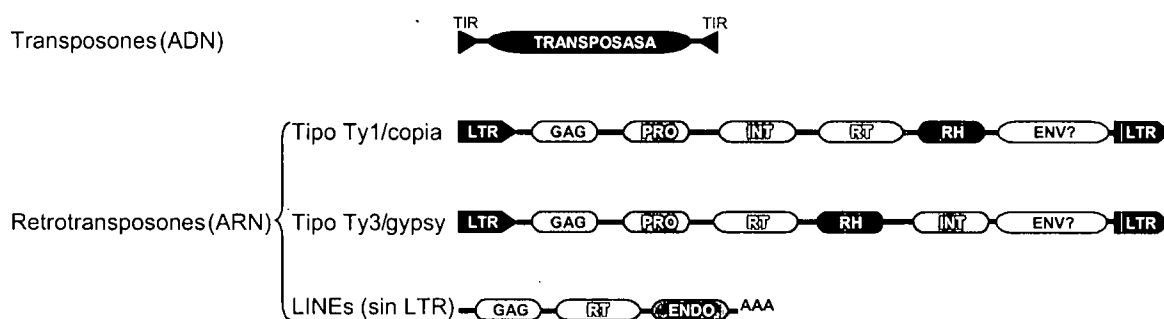 TIR TIR
Transposones (ADN) TRANSPOSASA
Tipo Ty1/copia LTR GAG PRO INT RT RH ENV? LTR
Retrotransposones (ARN) Tipo Ty3/gypsy LTR GAG PRO RT RH INT ENV? LTR
LINEs (sin LTR) GAG RT ENDO. AAA